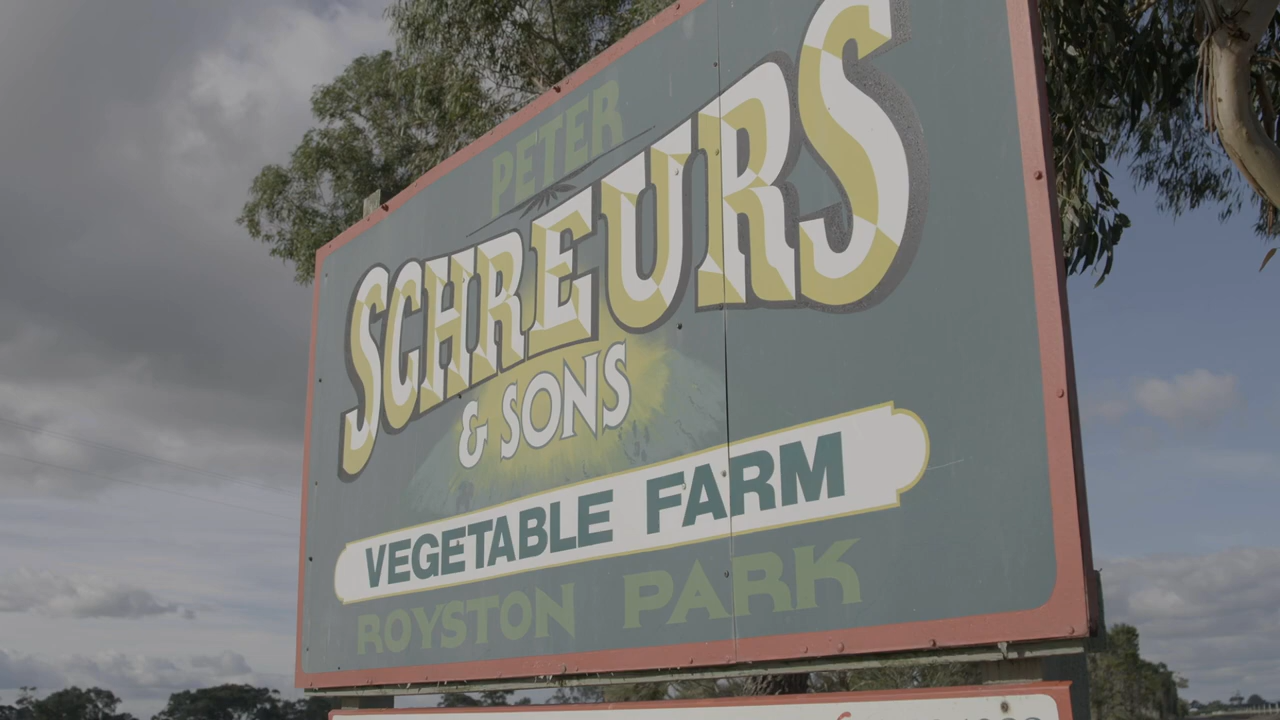 PETER
SCHREURS
& SONS
VEGETABLE FARM
ROYSTON PARK